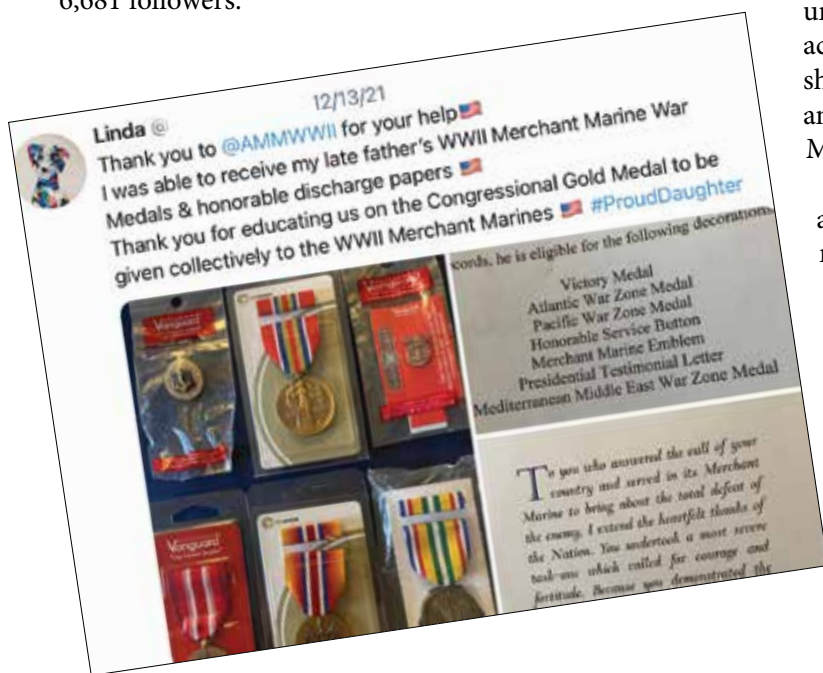 6,681 followers.
12/13/21
Linda @
Thank you to @AMMWWII for your help🇺🇸
I was able to receive my late father's WWII Merchant Marine War
Medals & honorable discharge papers 🇺🇸
Thank you for educating us on the Congressional Gold Medal to be
given collectively to the WWII Merchant Marines 🇺🇸 #ProudDaughter
Vanguard
Vanguard
Vanguard
cords, he is eligible for the following decorations
Victory Medal
Atlantic War Zone Medal
Pacific War Zone Medal
Honorable Service Button
Merchant Marine Emblem
Presidential Testimonial Letter
Mediterranean Middle East War Zone Medal
To you who answered the call of your
country and served in its Merchant
Marine to bring about the total defeat of
the enemy, I extend the heartfelt thanks of
the Nation. You undertook a most severe
task-one which called for courage and
fortitude. Because you demonstrated the